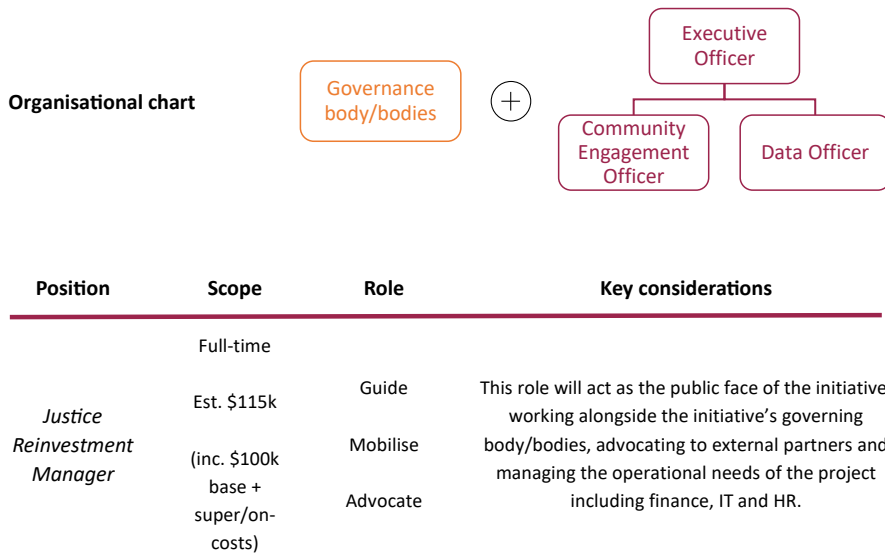 Organisational chart
Governance
body/bodies
Executive
Officer
Community
Engagement
Officer
Data Officer
Position Scope Role Key considerations
Justice
Reinvestment
Manager
Full-time
Est. $115k
(inc. $100k
base +
super/on-
costs)
Guide
Mobilise
Advocate
This role will act as the public face of the initiative
working alongside the initiative’s governing
body/bodies, advocating to external partners and
managing the operational needs of the project
including finance, IT and HR.